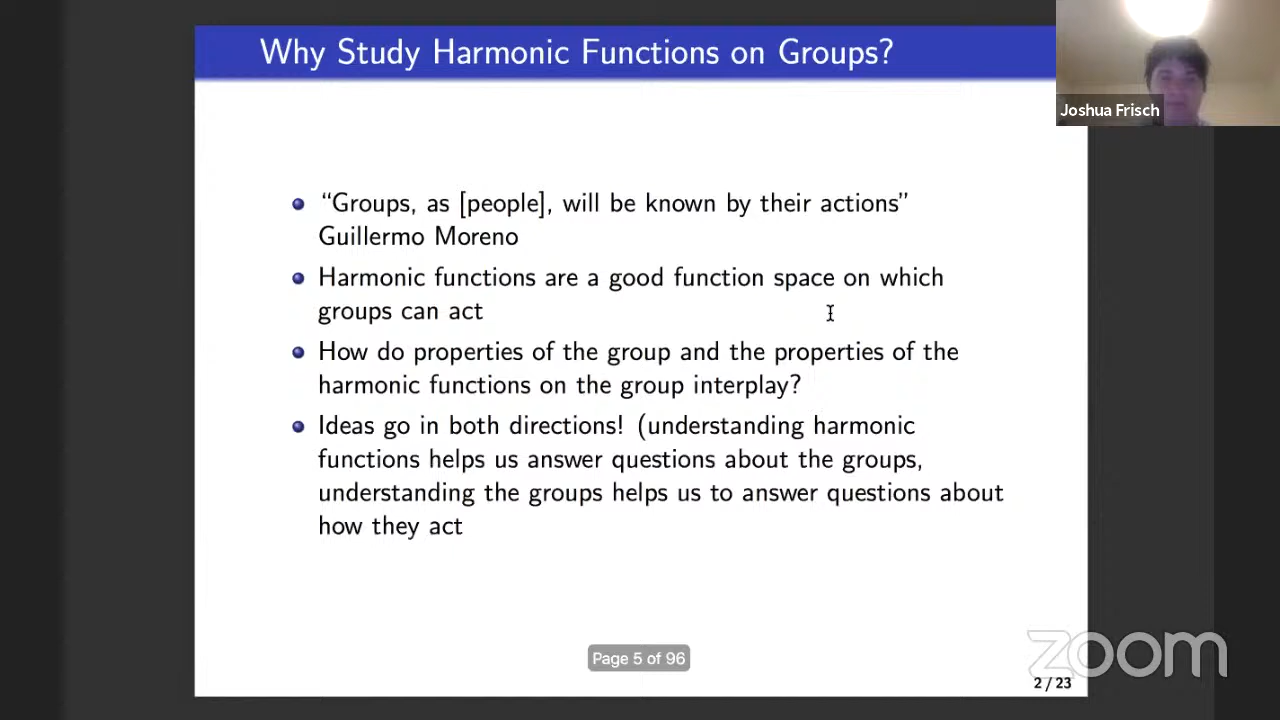 Why Study Harmonic Functions on Groups?
Joshua Frisch
“Groups, as [people], will be known by their actions”
Guillermo Moreno
Harmonic functions are a good function space on which
groups can act
How do properties of the group and the properties of the
harmonic functions on the group interplay?
Ideas go in both directions! (understanding harmonic
functions helps us answer questions about the groups,
understanding the groups helps us to answer questions about
how they act
Page 5 of 96
zoom
2 / 23